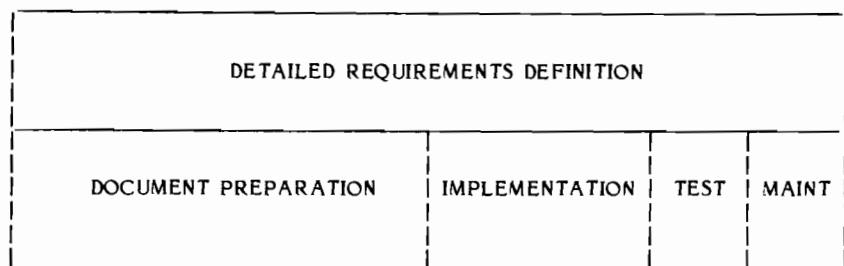 DETAILED REQUIREMENTS DEFINITION
DOCUMENT PREPARATION IMPLEMENTATION TEST MAINT